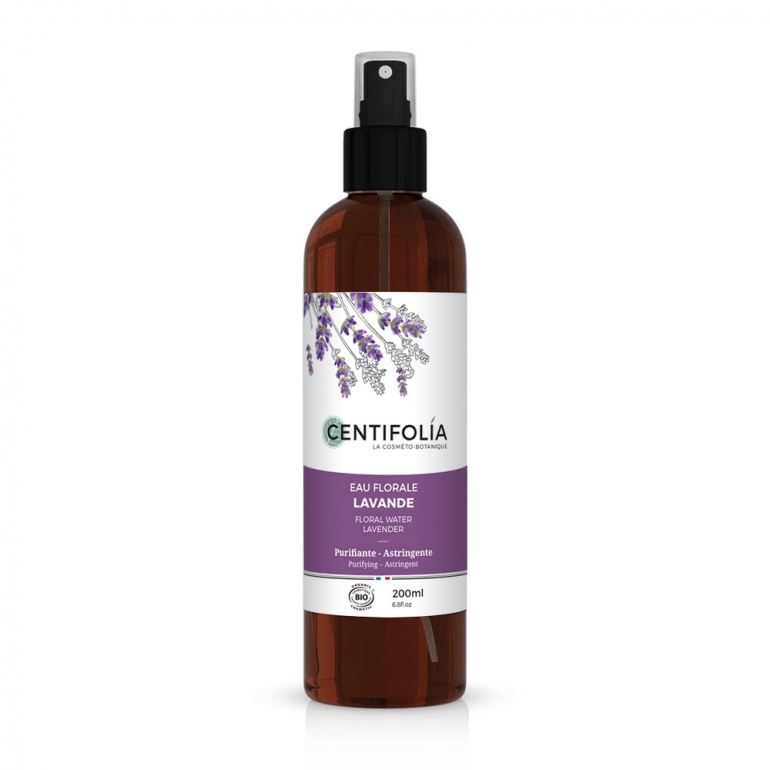 CENTIFOLÍA
LA COSMÉTO-BOTANIQUE
EAU FLORALE
LAVANDE
FLORAL WATER
LAVENDER
Purifiante - Astringente
Purifying – Astringent
BIO
200ml
6.8fl.oz